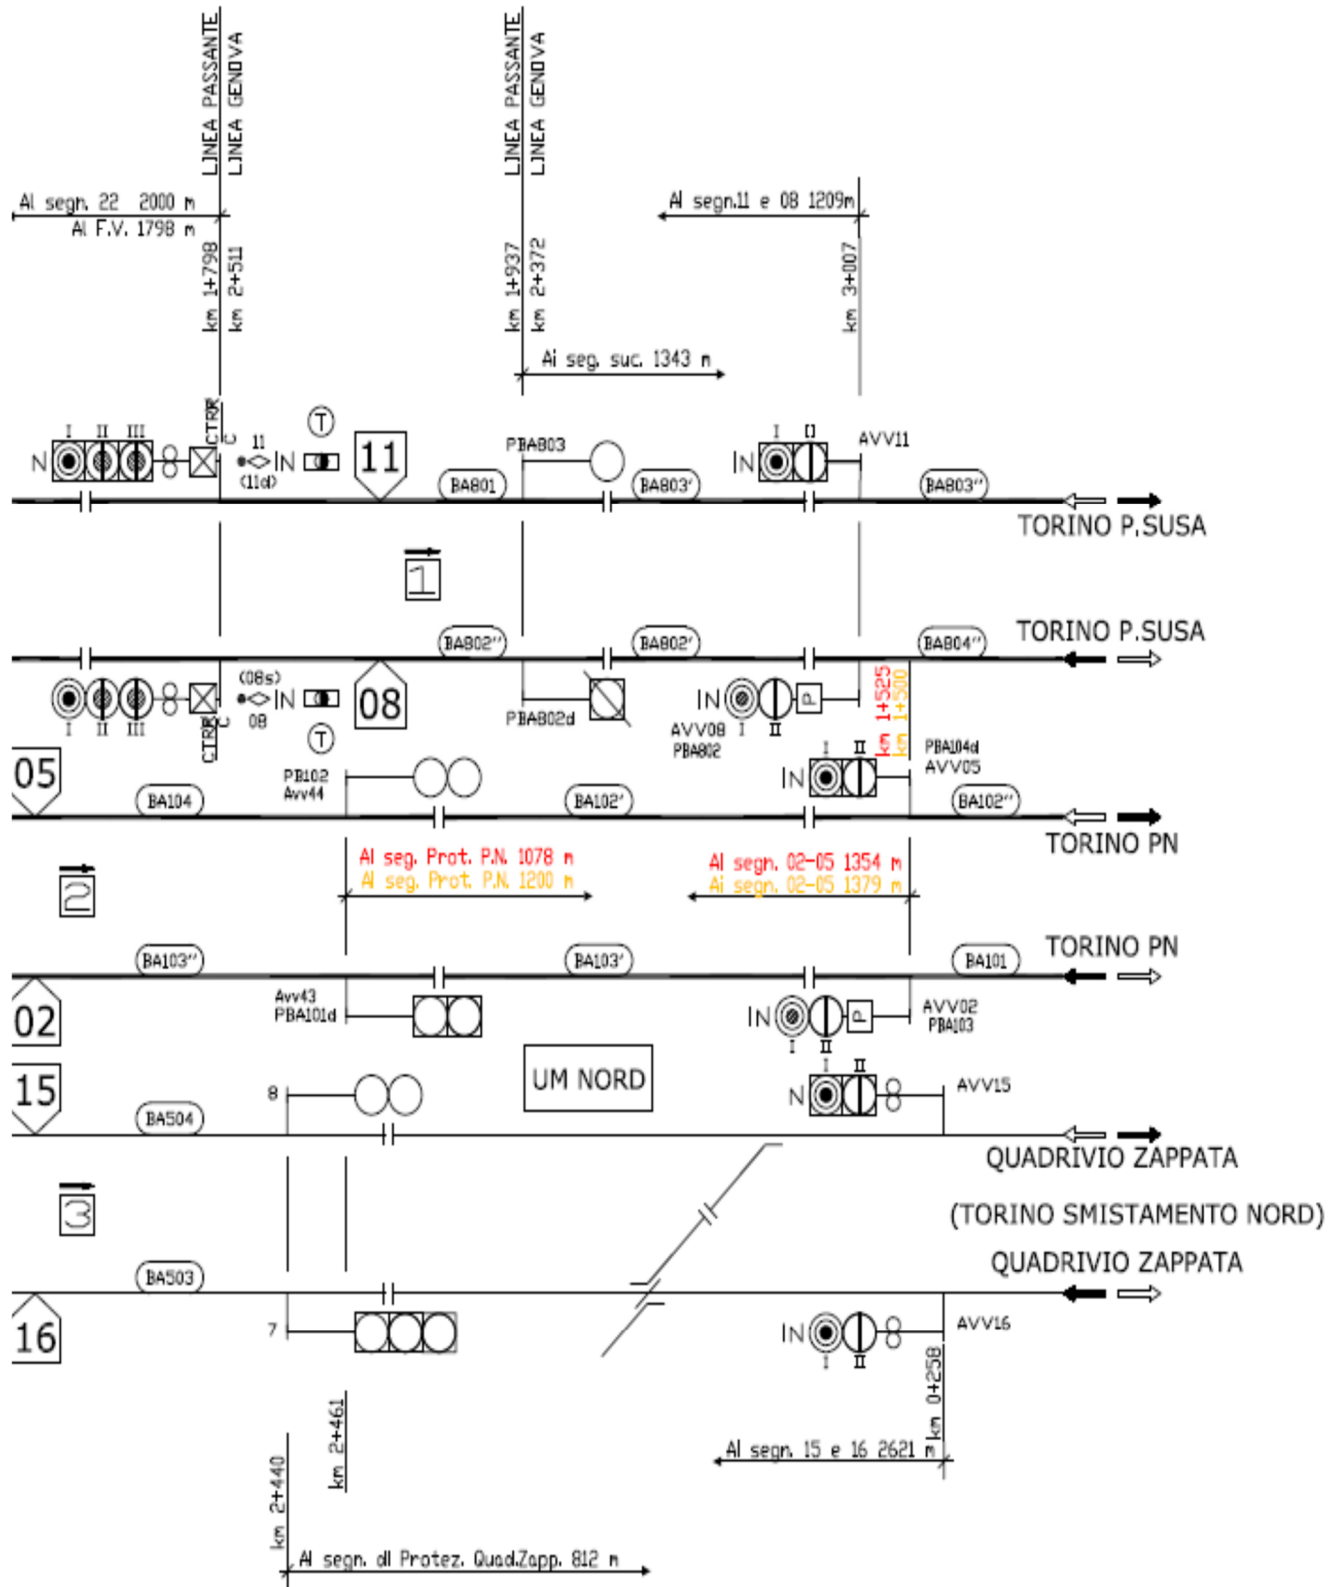 LINEA PASSANTE
LINEA GENOVA
LINEA PASSANTE
LINEA GENOVA
Al segn. 22 2000 m
Al F.V. 1798 m
Al segn.11 e 08 1209m
km 1+798
km 2+511
km 1+937
km 2+372
km 3+007
Ai seg. suc. 1343 m
I II III
N
CTRR
C
11
(11d)
IN
T
11
PBA803
I II
IN
AVV11
BA801
BA803'
BA803''
TORINO P.SUSA
1
BA802''
BA802'
BA804''
TORINO P.SUSA
I II III
CTRR
C
(08s)
08
IN
T
08
PBA802d
IN
I II
P
AVV08
PBA802
km 1+525
km 1+500
05
PB102
Avv44
I II
IN
PBA104d
AVV05
BA104
BA102'
BA102''
TORINO PN
Al seg. Prot. P.N. 1078 m
Al seg. Prot. P.N. 1200 m
Al segn. 02-05 1354 m
Ai segn. 02-05 1379 m
2
BA103''
BA103'
BA101
TORINO PN
02
Avv43
PBA101d
IN
P
I II
AVV02
PBA103
UM NORD
15
8
I II
N
AVV15
BA504
QUADRIVIO ZAPPATA
3
(TORINO SMISTAMENTO NORD)
BA503
QUADRIVIO ZAPPATA
16
7
IN
I II
AVV16
km 0+258
km 2+461
km 2+440
Al segn. 15 e 16 2621 m
Al segn. di Protez. Quad.Zapp. 812 m